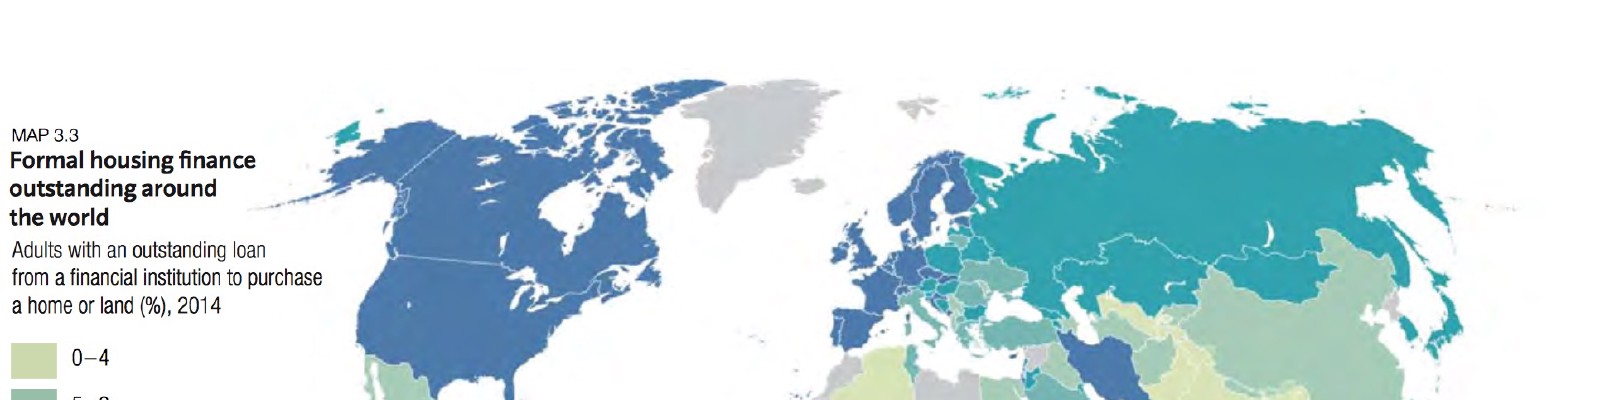 MAP 3.3
Formal housing finance
outstanding around
the world
Adults with an outstanding loan
from a financial institution to purchase
a home or land (%), 2014
0–4